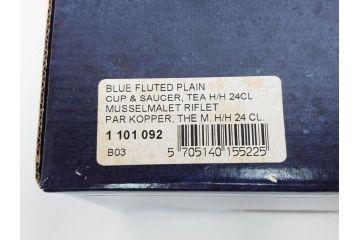 BLUE FLUTED PLAIN
CUP & SAUCER, TEA H/H 24CL
MUSSELMALET RIFLET
PAR KOPPER, THE M. H/H 24 CL.
1 101 092
B03
5 705140 155225